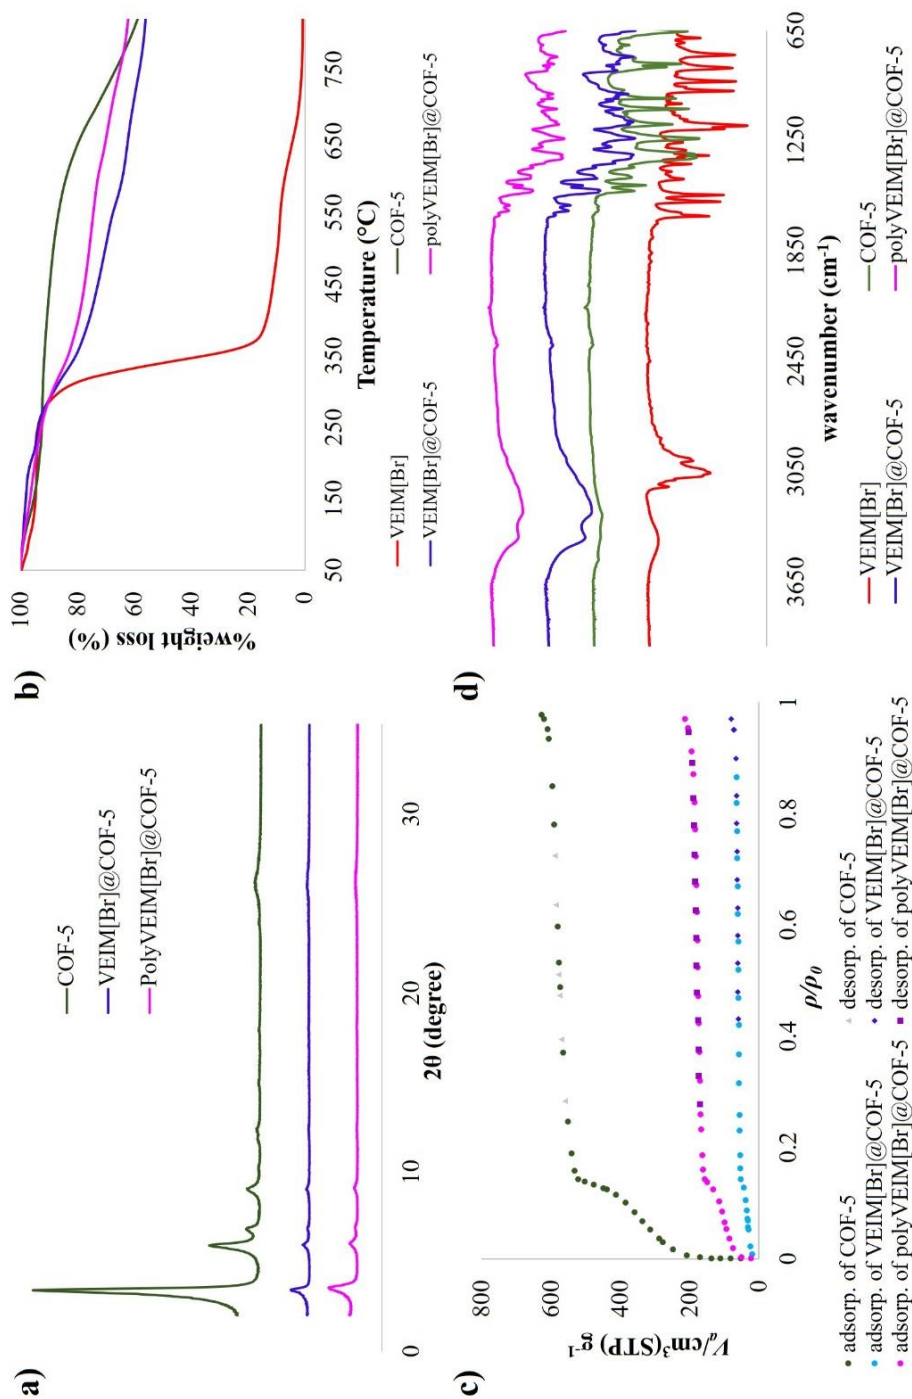 a)
COF-5
VEIM[Br]@COF-5
PolyVEIM[Br]@COF-5
0 10 20 30
2θ (degree)
b)
100
80
60
40
20
0
%weight loss (%)
50 150 250 350 450 550 650 750
Temperature (°C)
VEIM[Br] COF-5
VEIM[Br]@COF-5 polyVEIM[Br]@COF-5
c)
800
600
400
200
0
Va/cm³(STP) g⁻¹
0 0.2 0.4 0.6 0.8 1
ρ/ρ0
adsorp. of COF-5 desorp. of COF-5
adsorp. of VEIM[Br]@COF-5 desorp. of VEIM[Br]@COF-5
adsorp. of polyVEIM[Br]@COF-5 desorp. of polyVEIM[Br]@COF-5
d)
3650 3050 2450 1850 1250 650
wavenumber (cm⁻¹)
VEIM[Br] COF-5
VEIM[Br]@COF-5 polyVEIM[Br]@COF-5